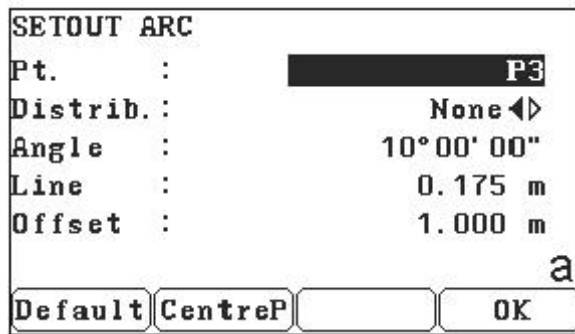 SETOUT ARC
Pt. : P3
Distrib. : None ◀▷
Angle : 10°00'00"
Line : 0.175 m
Offset : 1.000 m
a
Default CentreP OK